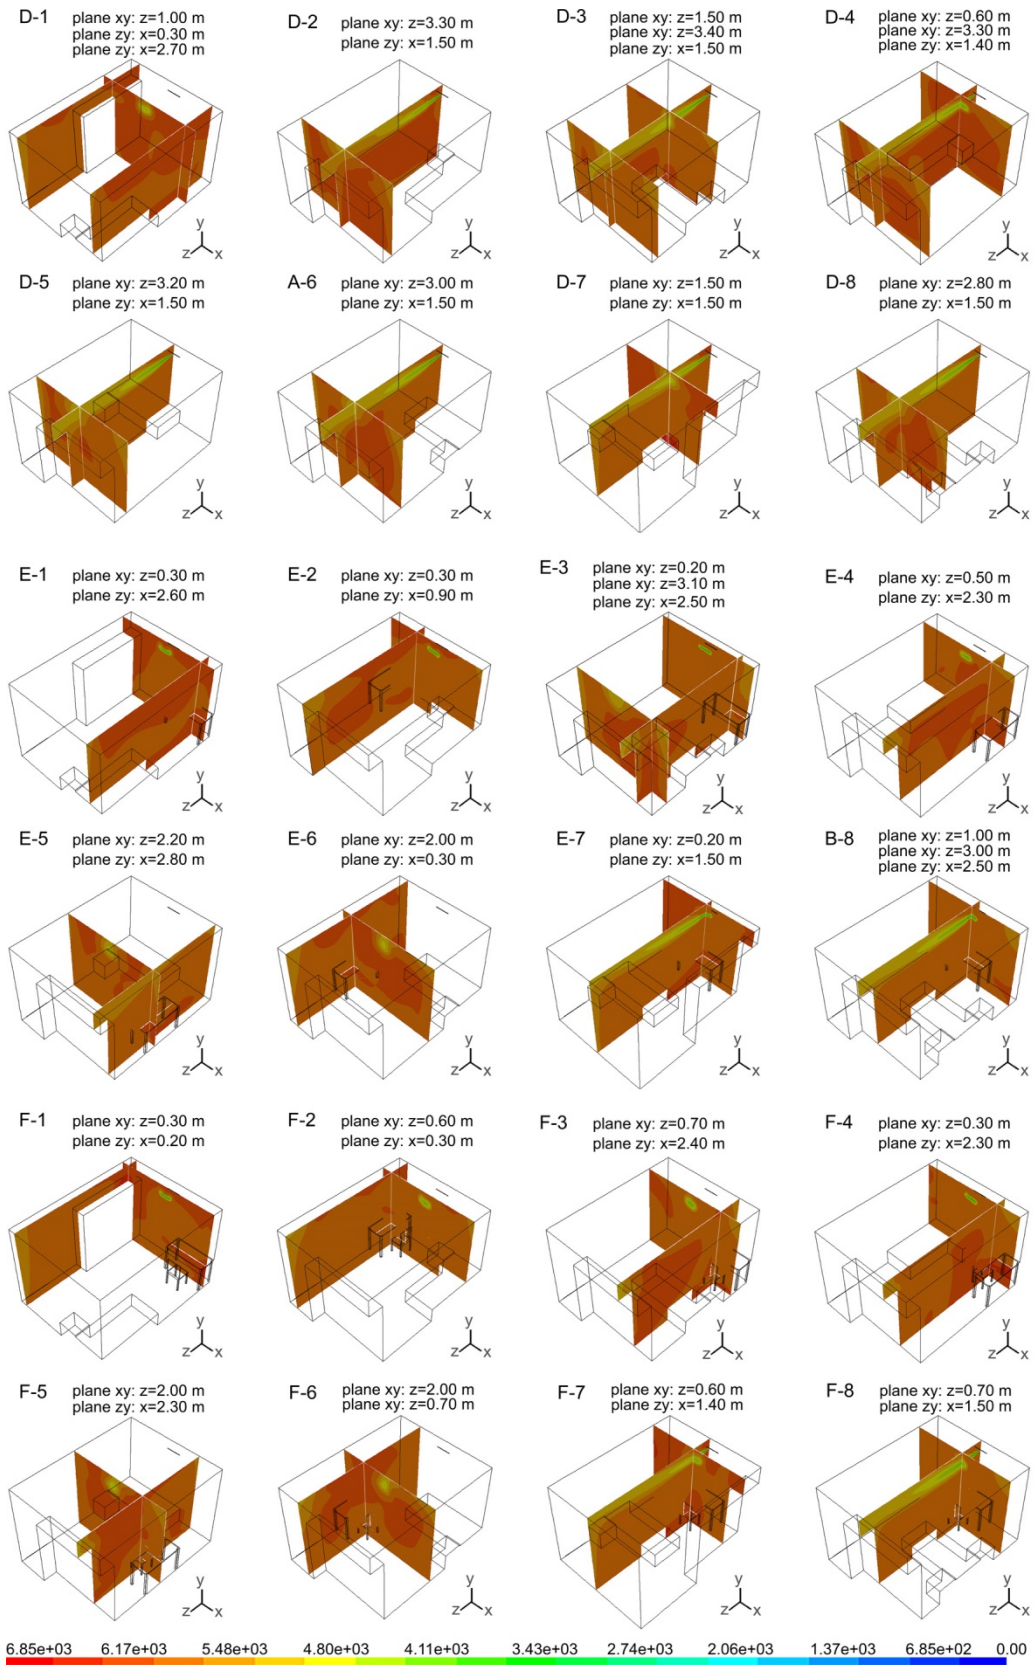 D-1 plane xy: z=1.00 m
plane zy: x=0.30 m
plane zy: x=2.70 m
D-2 plane xy: z=3.30 m
plane zy: x=1.50 m
D-3 plane xy: z=1.50 m
plane xy: z=3.40 m
plane zy: x=1.50 m
D-4 plane xy: z=0.60 m
plane xy: z=3.30 m
plane zy: x=1.40 m
y
z x
y
z x
y
z x
y
z x
D-5 plane xy: z=3.20 m
plane zy: x=1.50 m
A-6 plane xy: z=3.00 m
plane zy: x=1.50 m
D-7 plane xy: z=1.50 m
plane zy: x=1.50 m
D-8 plane xy: z=2.80 m
plane zy: x=1.50 m
y
z x
y
z x
y
z x
y
z x
E-1 plane xy: z=0.30 m
plane zy: x=2.60 m
E-2 plane xy: z=0.30 m
plane zy: x=0.90 m
E-3 plane xy: z=0.20 m
plane xy: z=3.10 m
plane zy: x=2.50 m
E-4 plane xy: z=0.50 m
plane zy: x=2.30 m
y
z x
y
z x
y
z x
y
z x
E-5 plane xy: z=2.20 m
plane zy: x=2.80 m
E-6 plane xy: z=2.00 m
plane zy: x=0.30 m
E-7 plane xy: z=0.20 m
plane zy: x=1.50 m
B-8 plane xy: z=1.00 m
plane xy: z=3.00 m
plane zy: x=2.50 m
y
z x
y
z x
y
z x
y
z x
F-1 plane xy: z=0.30 m
plane zy: x=0.20 m
F-2 plane xy: z=0.60 m
plane zy: x=0.30 m
F-3 plane xy: z=0.70 m
plane zy: x=2.40 m
F-4 plane xy: z=0.30 m
plane zy: x=2.30 m
y
z x
y
z x
y
z x
y
z x
F-5 plane xy: z=2.00 m
plane zy: x=2.30 m
F-6 plane xy: z=2.00 m
plane xy: z=0.70 m
F-7 plane xy: z=0.60 m
plane zy: x=1.40 m
F-8 plane xy: z=0.70 m
plane zy: x=1.50 m
y
z x
y
z x
y
z x
y
z x
6.85e+03 6.17e+03 5.48e+03 4.80e+03 4.11e+03 3.43e+03 2.74e+03 2.06e+03 1.37e+03 6.85e+02 0.00